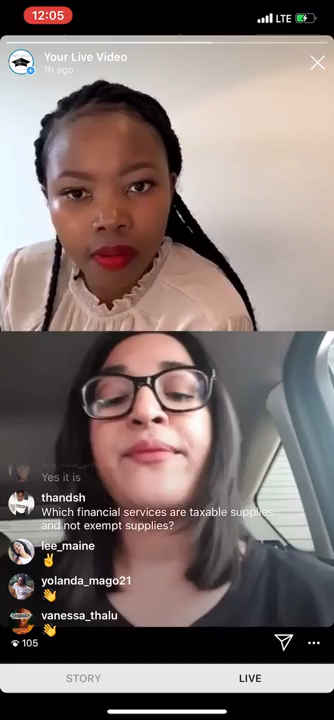 12:05
LTE
Your Live Video
1h ago
Yes it is
thandsh
Which financial services are taxable supplies
and not exempt supplies?
lee_maine
✌
yolanda_mago21
👋
vanessa_thalu
👋
105
STORY
LIVE